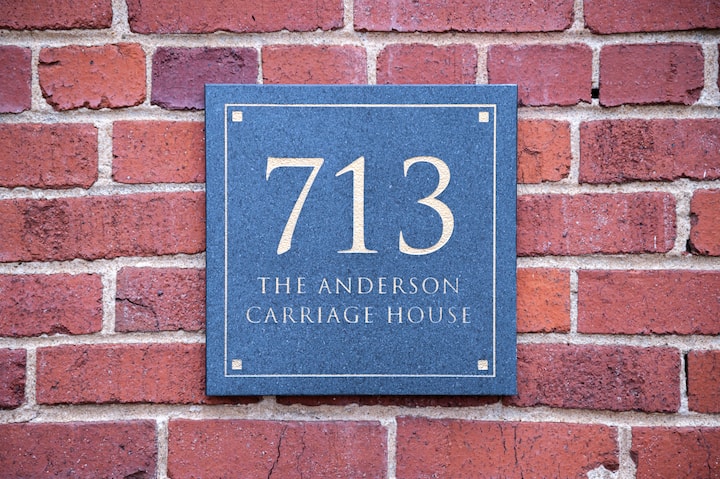 713
THE ANDERSON
CARRIAGE HOUSE